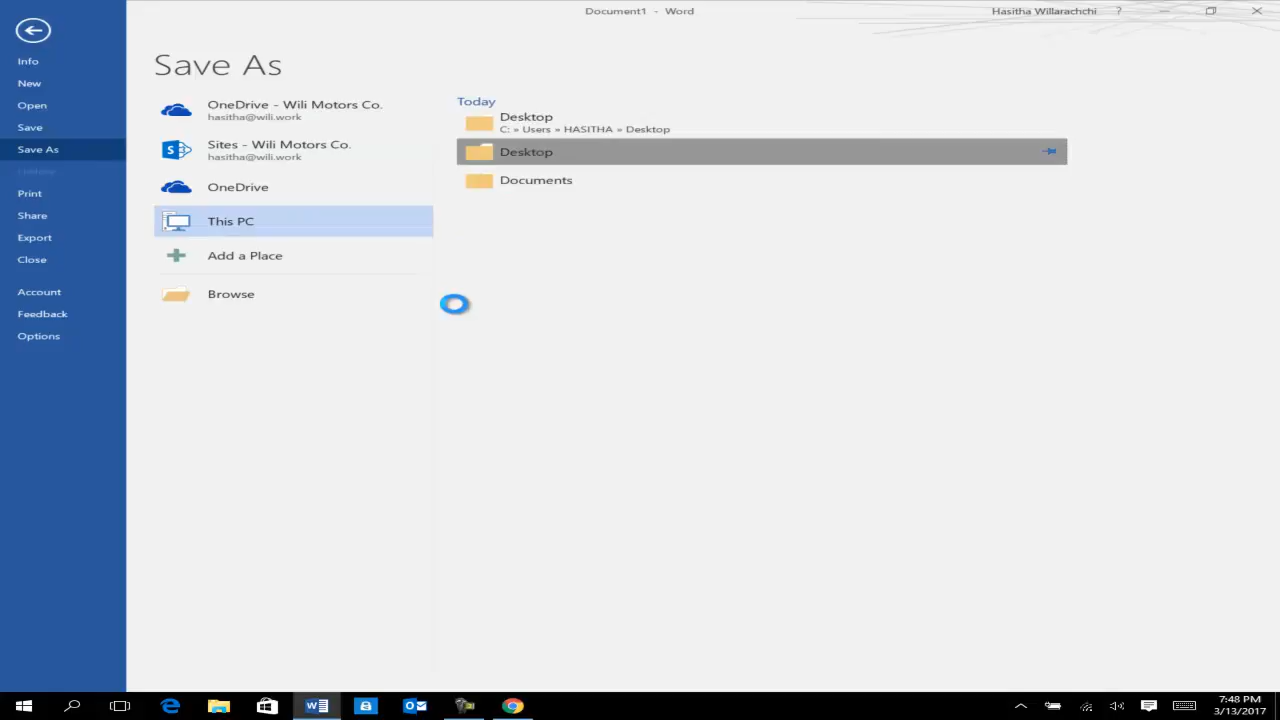 Document1 - Word
Hasitha Willarachchi ?
Info
New
Open
Save
Save As
Update
Print
Share
Export
Close
Account
Feedback
Options
Save As
OneDrive - Wili Motors Co.
hasitha@wili.work
Sites - Wili Motors Co.
hasitha@wili.work
OneDrive
This PC
Add a Place
Browse
Today
Desktop
C: » Users » HASITHA » Desktop
Desktop
Documents
7:48 PM
3/13/2017